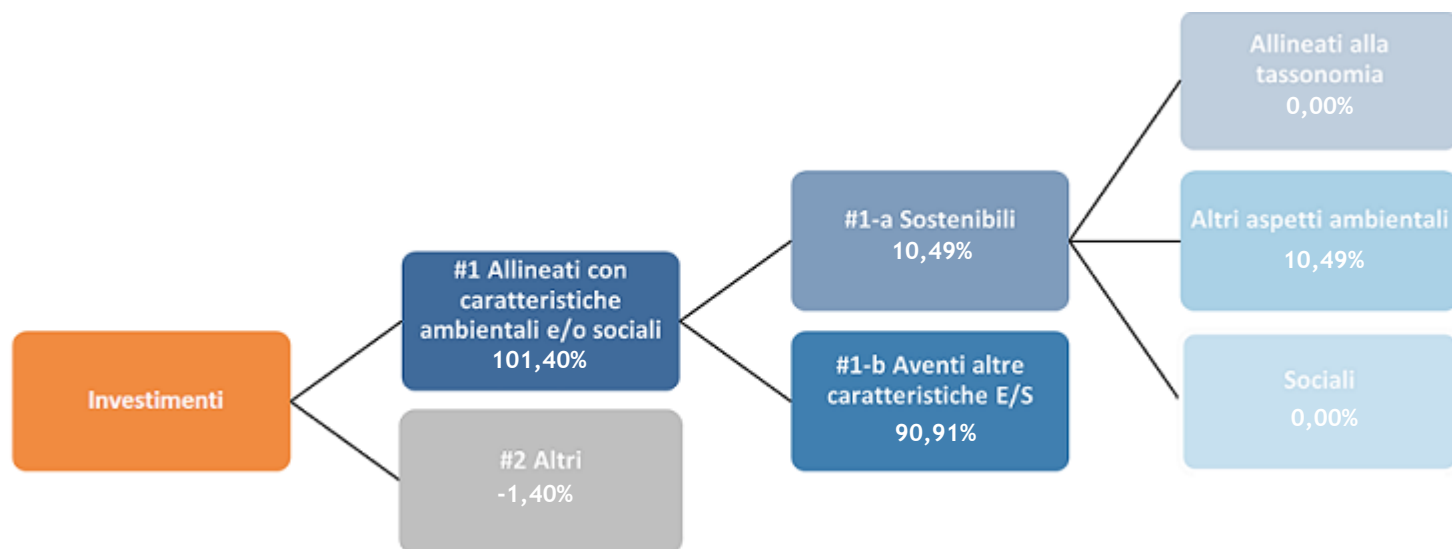 Investimenti
#1 Allineati con
caratteristiche
ambientali e/o sociali
101,40%
#2 Altri
-1,40%
#1-a Sostenibili
10,49%
#1-b Aventi altre
caratteristiche E/S
90,91%
Allineati alla
tassonomia
0,00%
Altri aspetti ambientali
10,49%
Sociali
0,00%